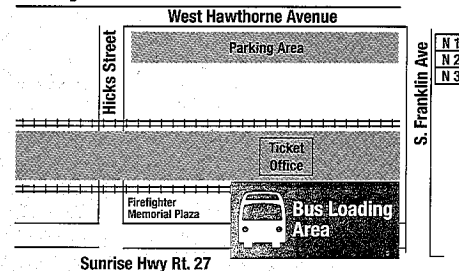 West Hawthorne Avenue
Parking Area
Hicks Street
S. Franklin Ave
N 1
N 2
N 3
Ticket
Office
Firefighter
Memorial Plaza
Bus Loading
Area
Sunrise Hwy Rt. 27